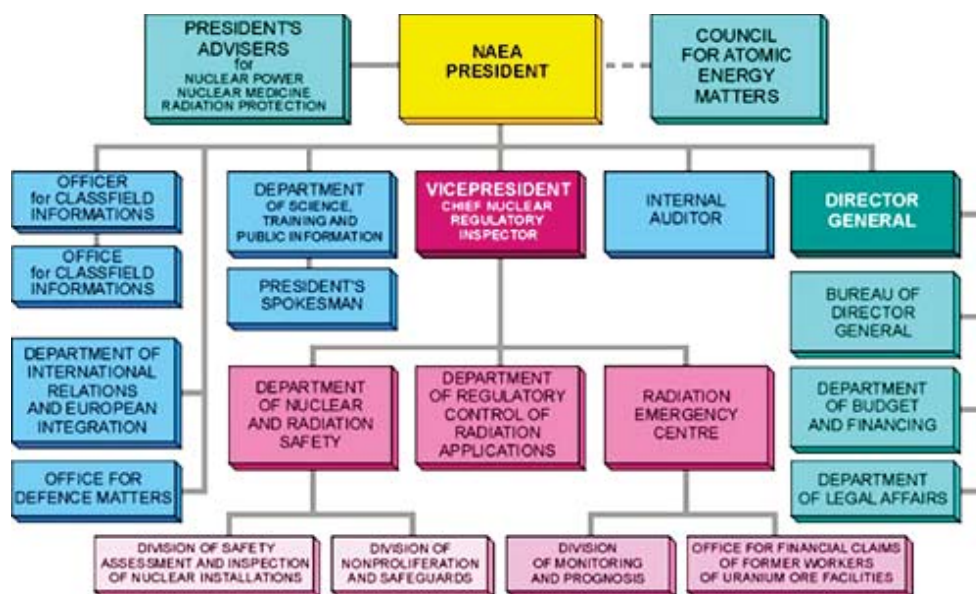 PRESIDENT'S
ADVISERS
for
NUCLEAR POWER
NUCLEAR MEDICINE
RADIATION PROTECTION
NAEA
PRESIDENT
COUNCIL
FOR ATOMIC
ENERGY
MATTERS
OFFICER
for CLASSFIELD
INFORMATIONS
DEPARTMENT
OF SCIENCE,
TRAINING AND
PUBLIC INFORMATION
VICEPRESIDENT
CHIEF NUCLEAR
REGULATORY
INSPECTOR
INTERNAL
AUDITOR
DIRECTOR
GENERAL
OFFICE
for CLASSFIELD
INFORMATIONS
PRESIDENT'S
SPOKESMAN
BUREAU OF
DIRECTOR
GENERAL
DEPARTMENT OF
INTERNATIONAL
RELATIONS
AND EUROPEAN
INTEGRATION
DEPARTMENT
OF NUCLEAR
AND RADIATION
SAFETY
DEPARTMENT
OF REGULATORY
CONTROL OF
RADIATION
APPLICATIONS
RADIATION
EMERGENCY
CENTRE
DEPARTMENT
OF BUDGET
AND FINANCING
OFFICE FOR
DEFENCE MATTERS
DEPARTMENT
OF LEGAL AFFAIRS
DIVISION OF SAFETY
ASSESSMENT AND INSPECTION
OF NUCLEAR INSTALLATIONS
DIVISION OF
NONPROLIFERATION
AND SAFEGUARDS
DIVISION
OF MONITORING
AND PROGNOSIS
OFFICE FOR FINANCIAL CLAIMS
OF FORMER WORKERS
OF URANIUM ORE FACILITIES